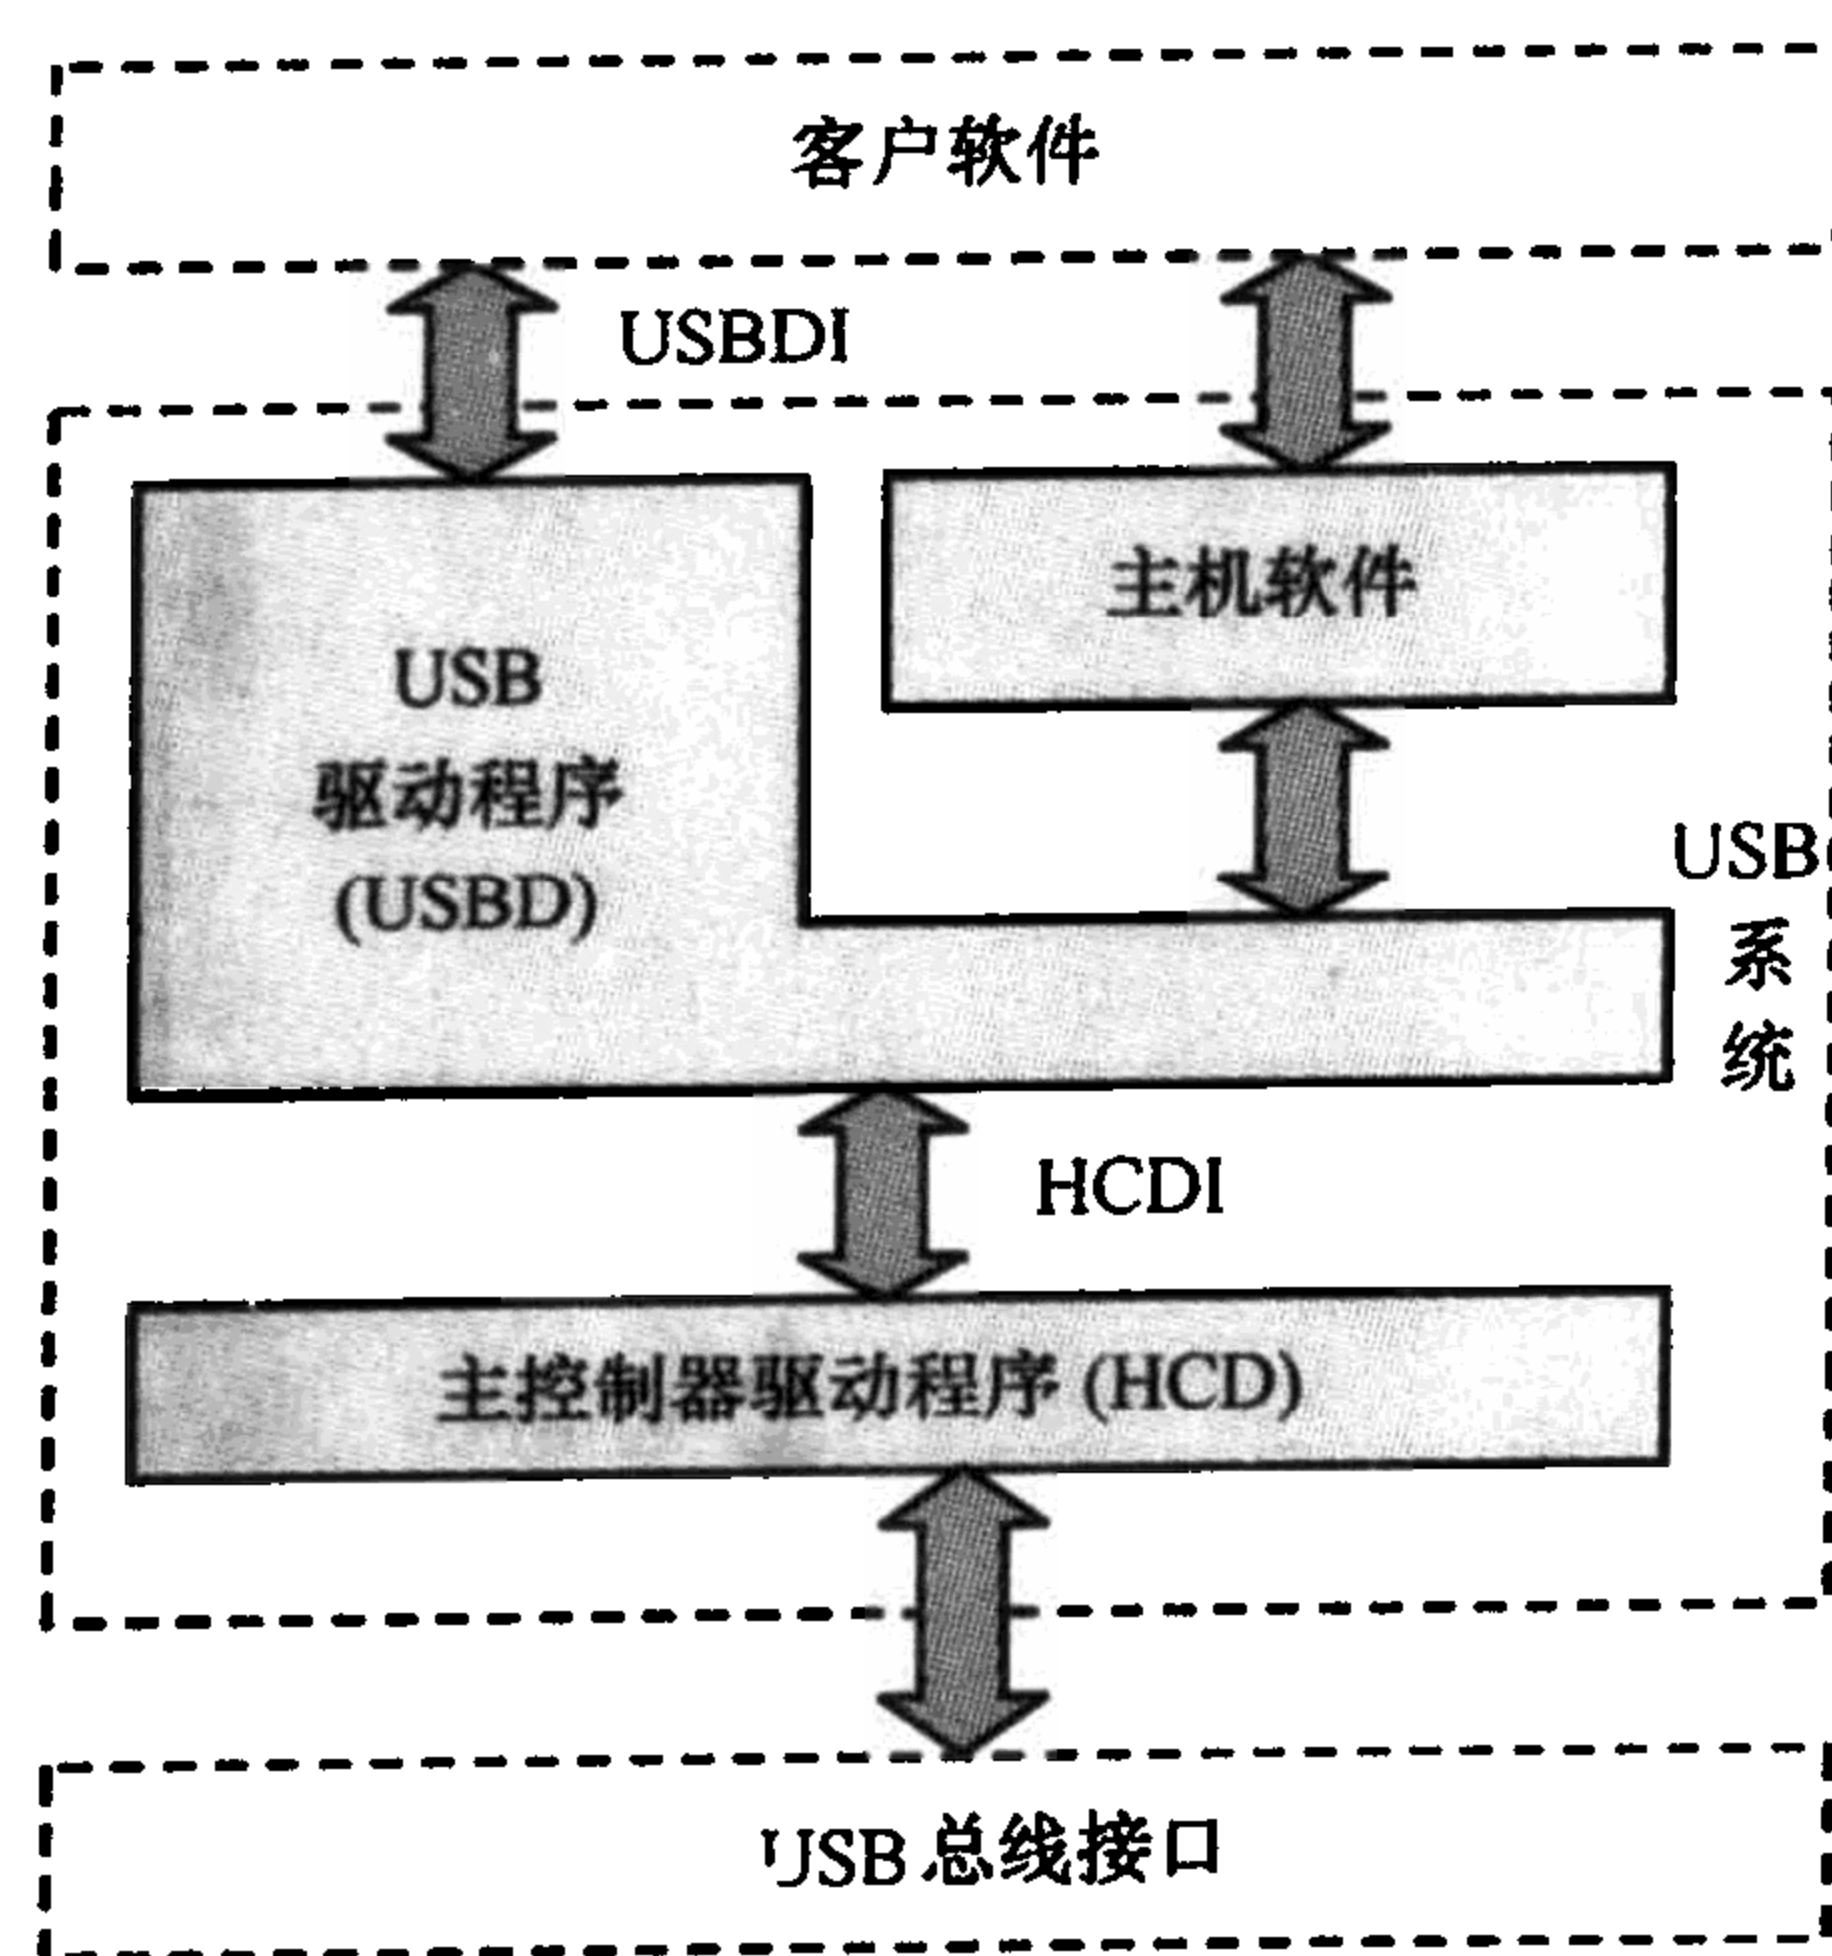 客户软件
USBDI
主机软件
USB
驱动程序
(USBD)
USB
系
统
HCDI
主控制器驱动程序 (HCD)
USB 总线接口